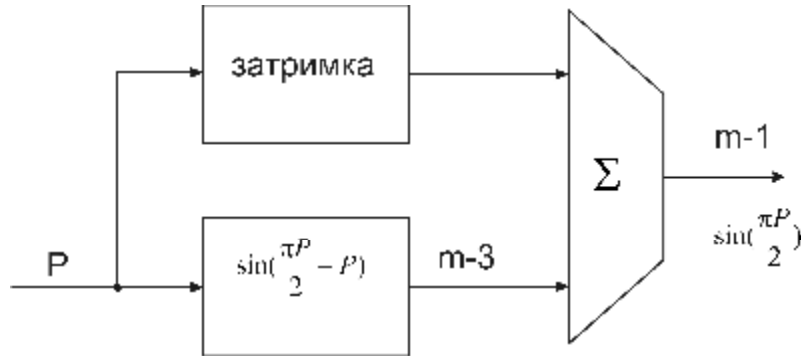 затримка
m-1
Σ
P
sin(πP/2 − P)
m-3
sin(πP/2)